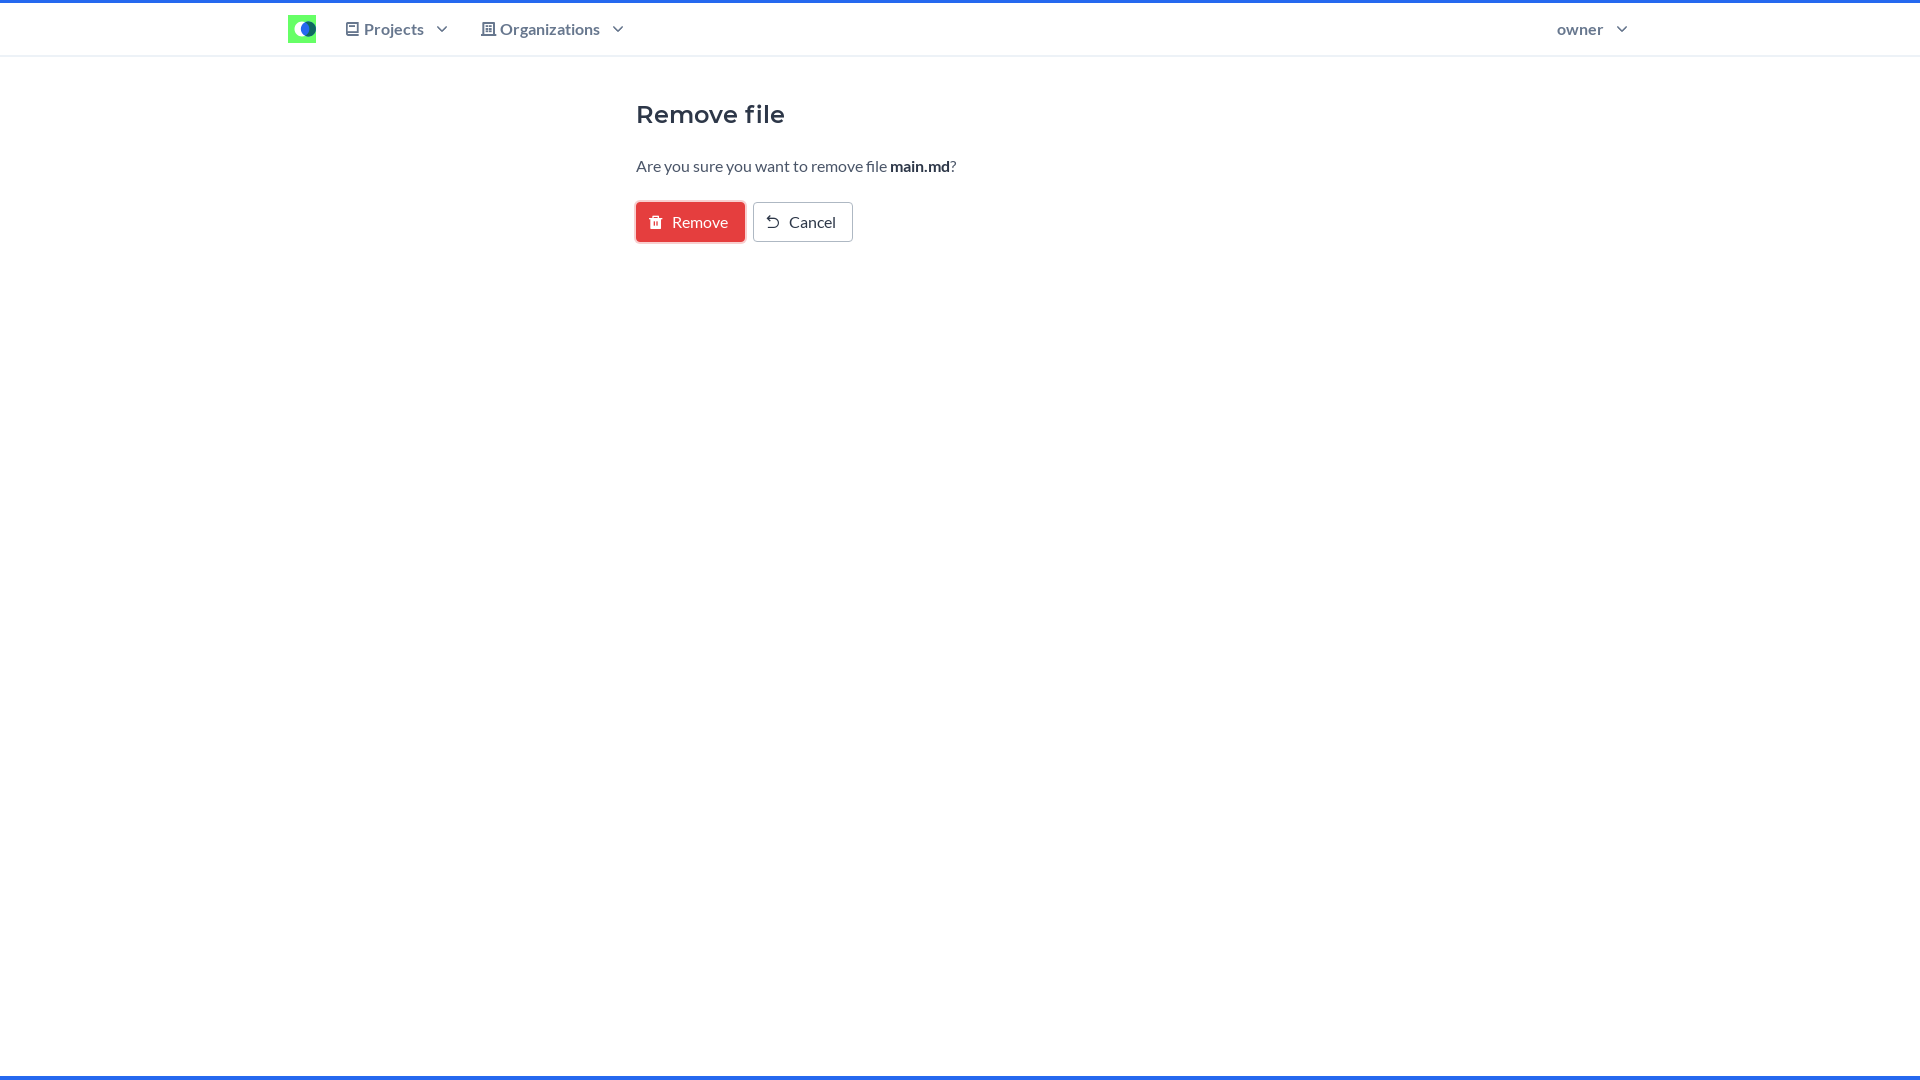 Projects
Organizations
owner
Remove file
Are you sure you want to remove file main.md?
Remove
Cancel